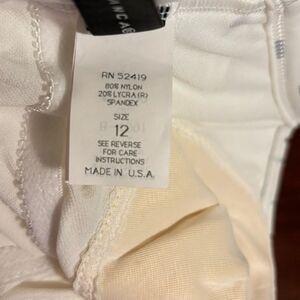 RN 52419
80% NYLON
20% LYCRA (R)
SPANDEX
SIZE
12
SEE REVERSE
FOR CARE
INSTRUCTIONS
MADE IN U.S.A.